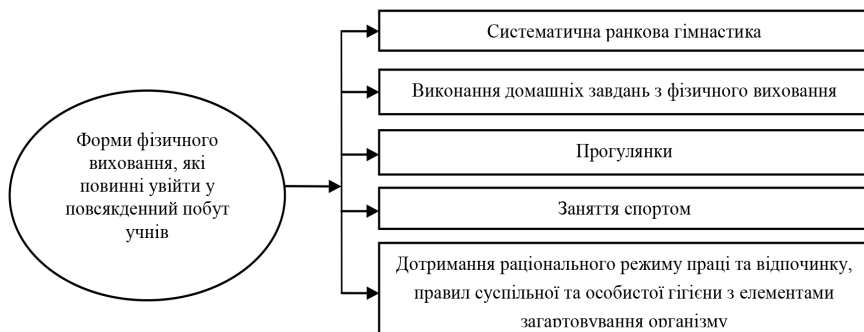 Форми фізичного
виховання, які
повинні увійти у
повсякденний побут
учнів
Систематична ранкова гімнастика
Виконання домашніх завдань з фізичного виховання
Прогулянки
Заняття спортом
Дотримання раціонального режиму праці та відпочинку,
правил суспільної та особистої гігієни з елементами
загартовування організму